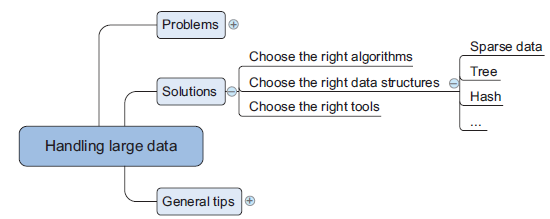 Problems
Choose the right algorithms
Sparse data
Solutions
Choose the right data structures
Tree
Choose the right tools
Hash
...
Handling large data
General tips